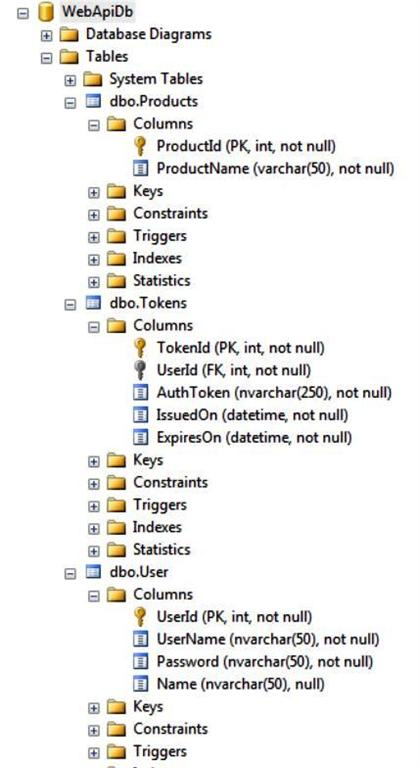 WebApiDb
Database Diagrams
Tables
System Tables
dbo.Products
Columns
ProductId (PK, int, not null)
ProductName (varchar(50), not null)
Keys
Constraints
Triggers
Indexes
Statistics
dbo.Tokens
Columns
TokenId (PK, int, not null)
UserId (FK, int, not null)
AuthToken (nvarchar(250), not null)
IssuedOn (datetime, not null)
ExpiresOn (datetime, not null)
Keys
Constraints
Triggers
Indexes
Statistics
dbo.User
Columns
UserId (PK, int, not null)
UserName (nvarchar(50), not null)
Password (nvarchar(50), not null)
Name (nvarchar(50), null)
Keys
Constraints
Triggers